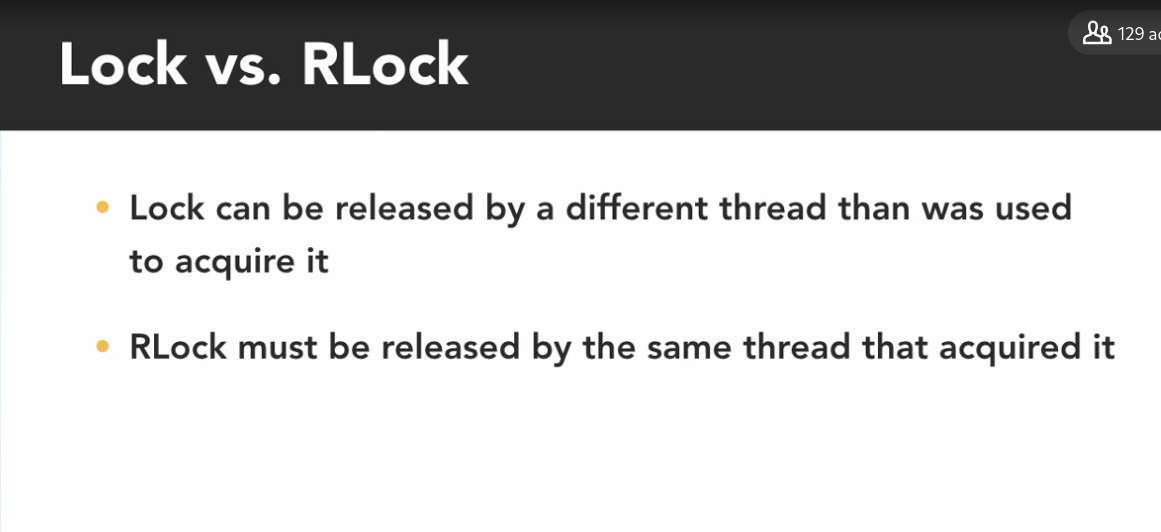 Lock vs. RLock
129
Lock can be released by a different thread than was used
to acquire it
RLock must be released by the same thread that acquired it